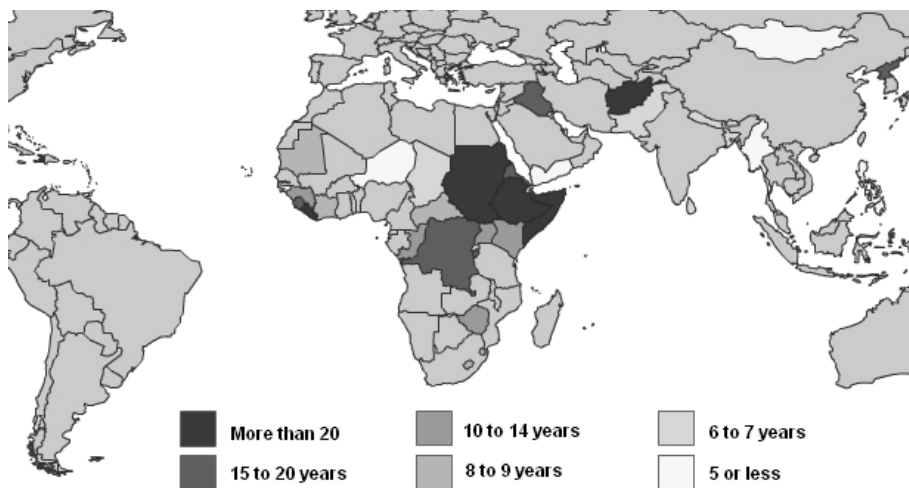 More than 20
10 to 14 years
6 to 7 years
15 to 20 years
8 to 9 years
5 or less